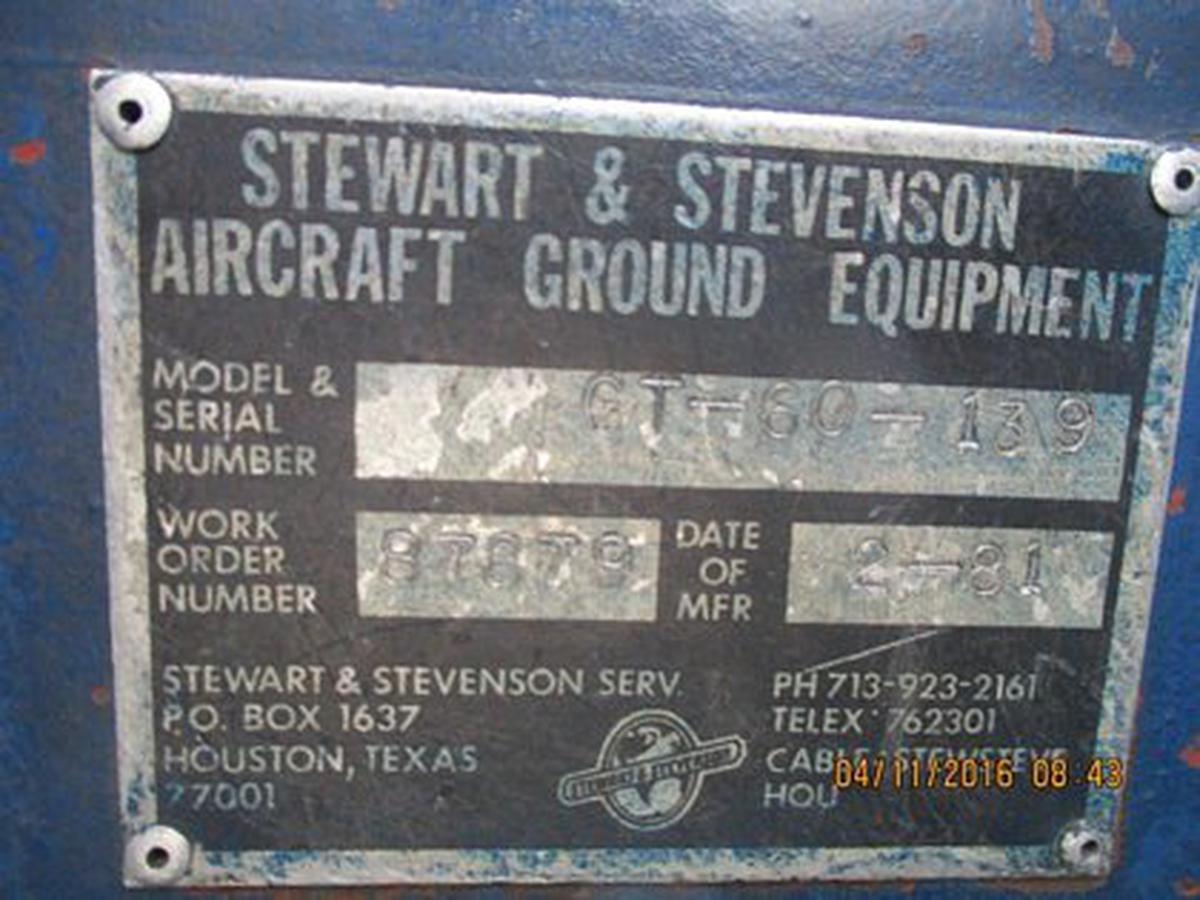 STEWART & STEVENSON
AIRCRAFT GROUND EQUIPMENT
MODEL &
SERIAL
NUMBER
GT-60-139
WORK
ORDER
NUMBER
DATE
OF
MFR
2-81
STEWART & STEVENSON SERV.
P.O. BOX 1637
HOUSTON, TEXAS
77001
PH 713-923-2161
TELEX 762301
CABLE: STEWSTEVE
HOU
04/11/2016 08:43